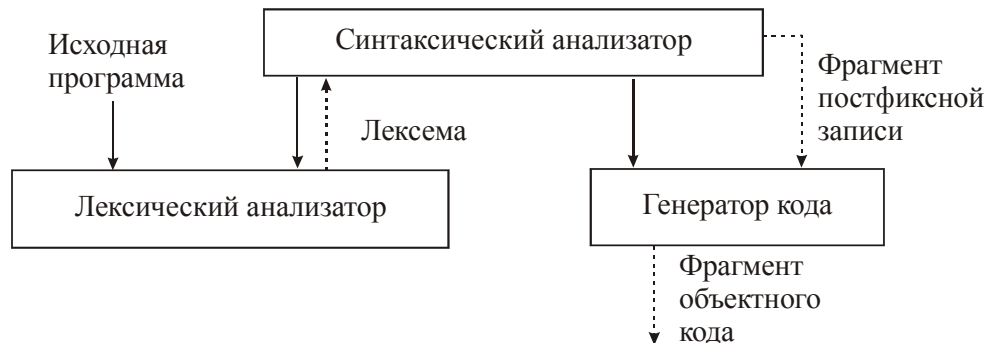 Синтаксический анализатор
Исходная
программа
Фрагмент
постфиксной
записи
Лексема
Лексический анализатор
Генератор кода
Фрагмент
объектного
кода